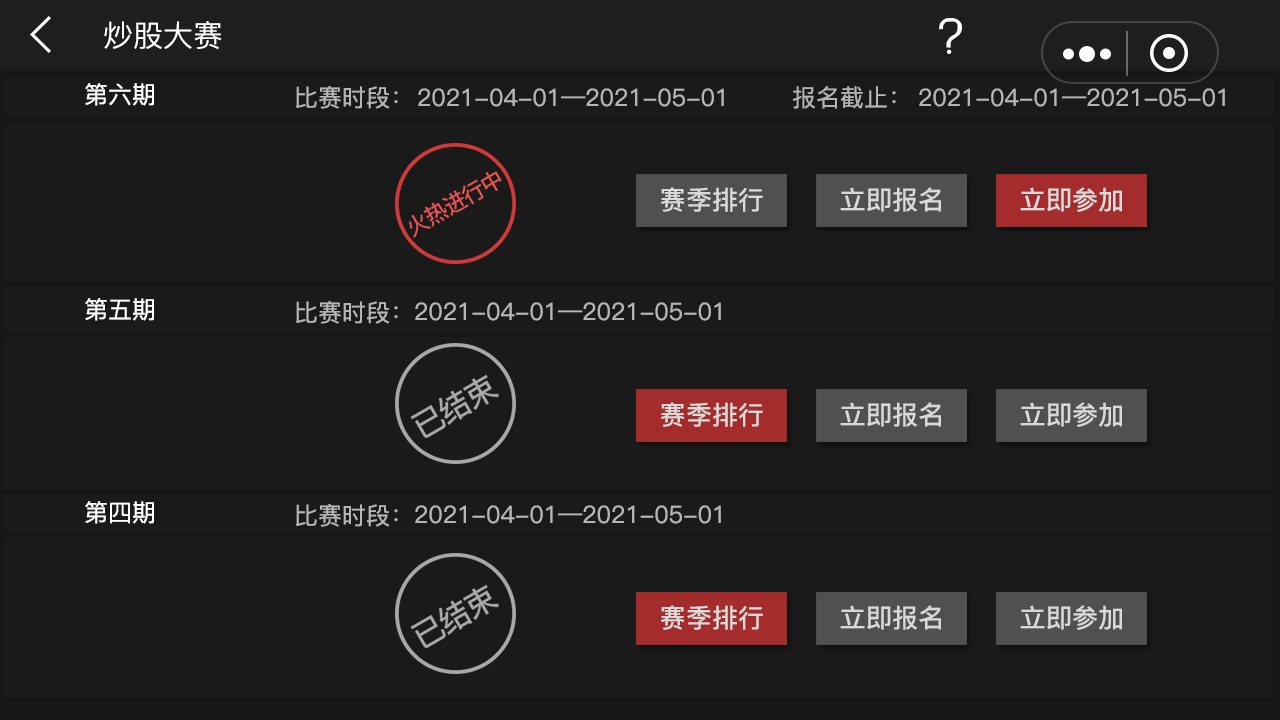 炒股大赛 ?
第六期 比赛时段： 2021-04-01—2021-05-01 报名截止： 2021-04-01—2021-05-01
火热进行中 赛季排行 立即报名 立即参加
第五期 比赛时段：2021-04-01—2021-05-01
已结束 赛季排行 立即报名 立即参加
第四期 比赛时段：2021-04-01—2021-05-01
已结束 赛季排行 立即报名 立即参加